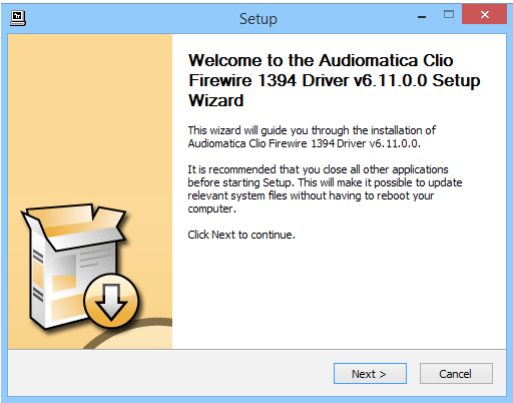 Setup
Welcome to the Audiomatica Clio
Firewire 1394 Driver v6.11.0.0 Setup
Wizard
This wizard will guide you through the installation of
Audiomatica Clio Firewire 1394 Driver v6.11.0.0.
It is recommended that you close all other applications
before starting Setup. This will make it possible to update
relevant system files without having to reboot your
computer.
Click Next to continue.
Next >
Cancel